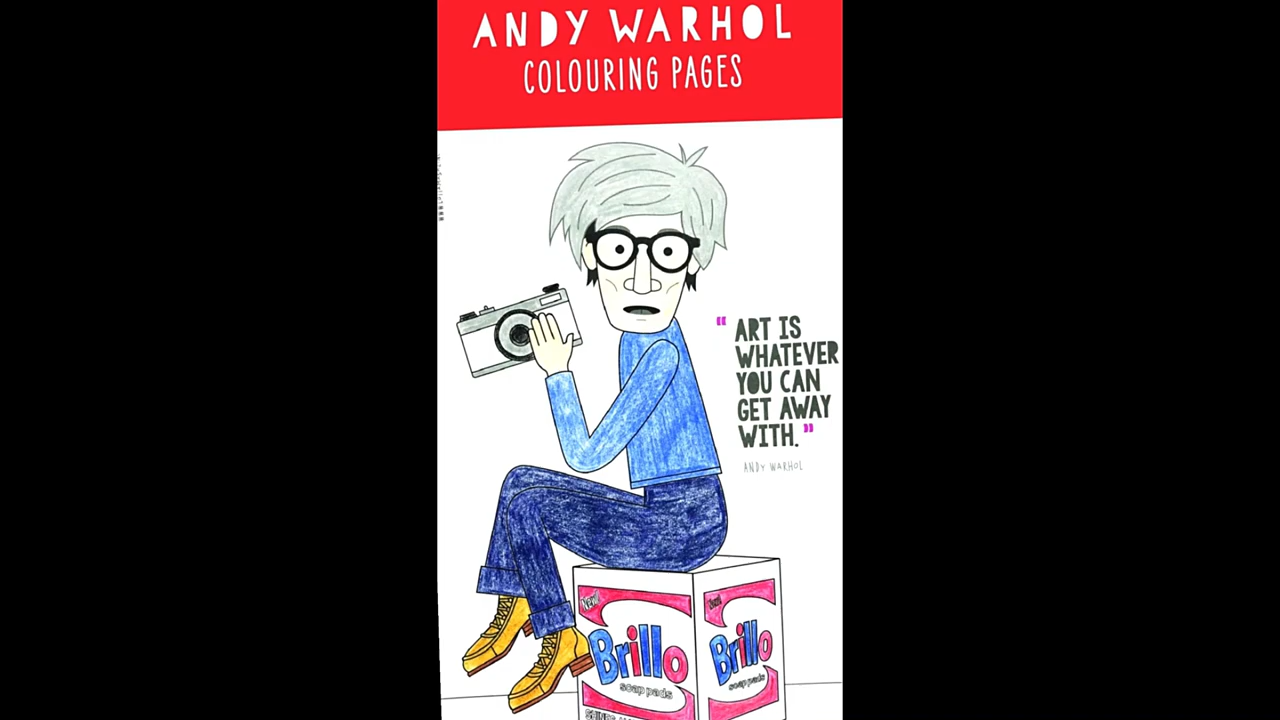 ANDY WARHOL
COLOURING PAGES
“ ART IS
WHATEVER
YOU CAN
GET AWAY
WITH. ”
ANDY WARHOL
New!
Brillo
soap pads
New!
Brillo
soap pads
SHINES